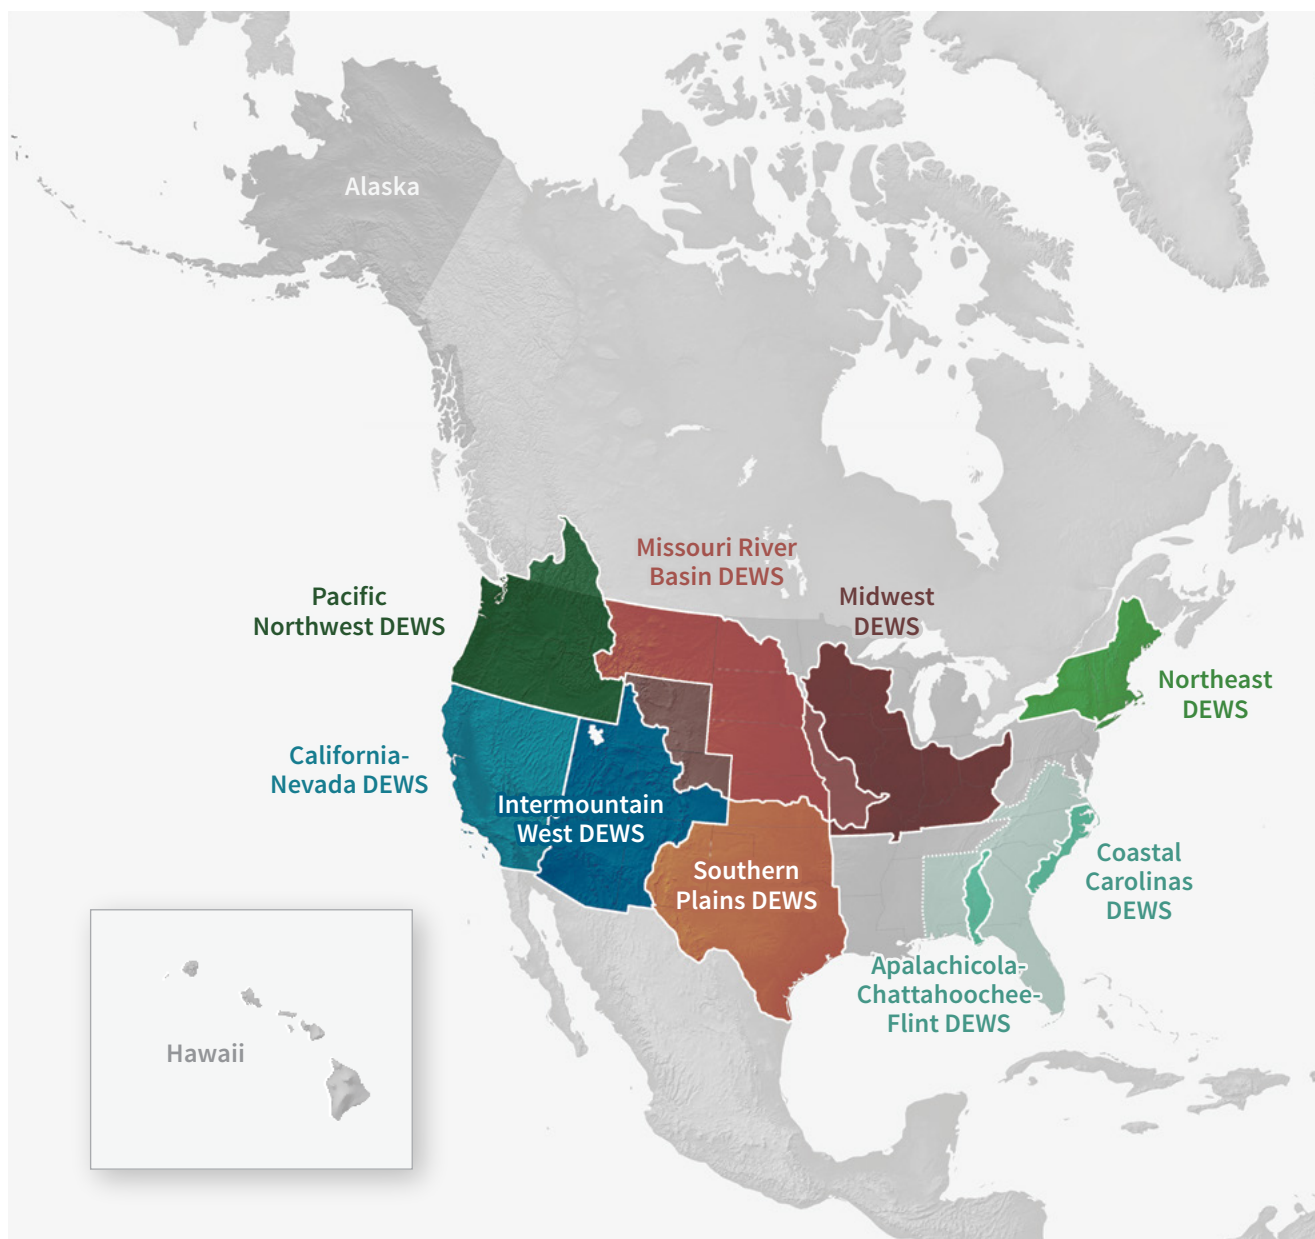 Alaska
Missouri River
Basin DEWS
Pacific
Northwest DEWS
Midwest
DEWS
Northeast
DEWS
California-
Nevada DEWS
Intermountain
West DEWS
Southern
Plains DEWS
Coastal
Carolinas
DEWS
Apalachicola-
Chattahoochee-
Flint DEWS
Hawaii